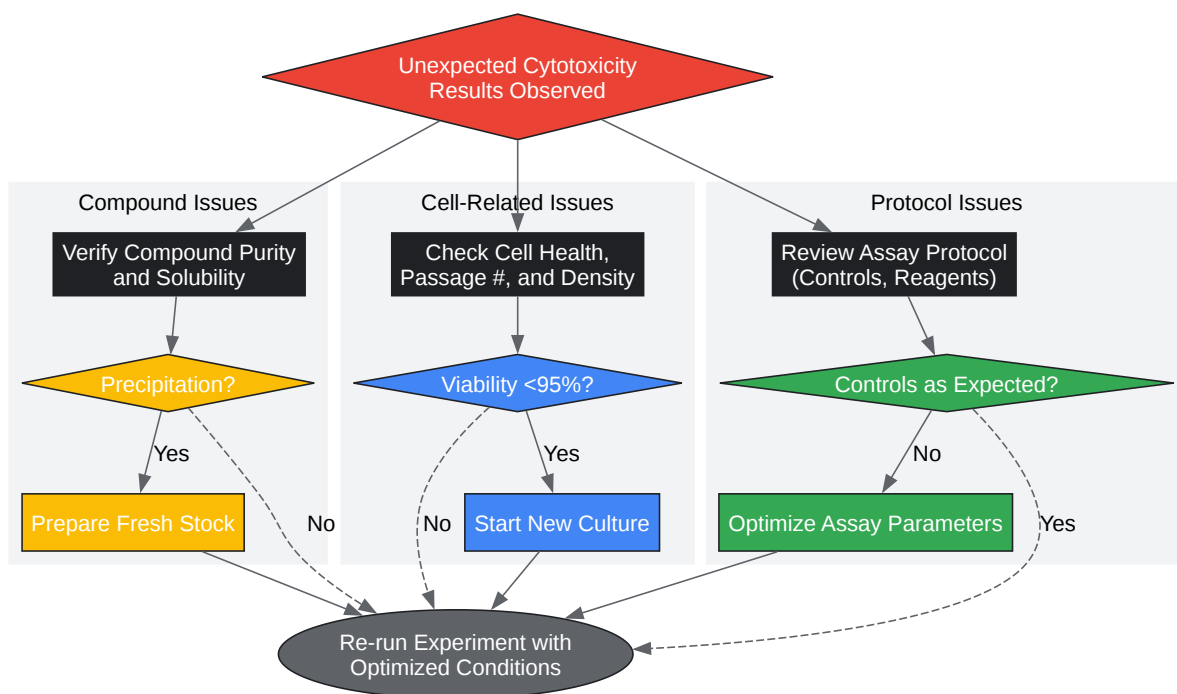 Unexpected Cytotoxicity
Results Observed
Compound Issues
Cell-Related Issues
Protocol Issues
Verify Compound Purity
and Solubility
Check Cell Health,
Passage #, and Density
Review Assay Protocol
(Controls, Reagents)
Precipitation?
Viability <95%?
Controls as Expected?
Yes
Yes
No
Prepare Fresh Stock
No
No
Start New Culture
Optimize Assay Parameters
Yes
Re-run Experiment with
Optimized Conditions